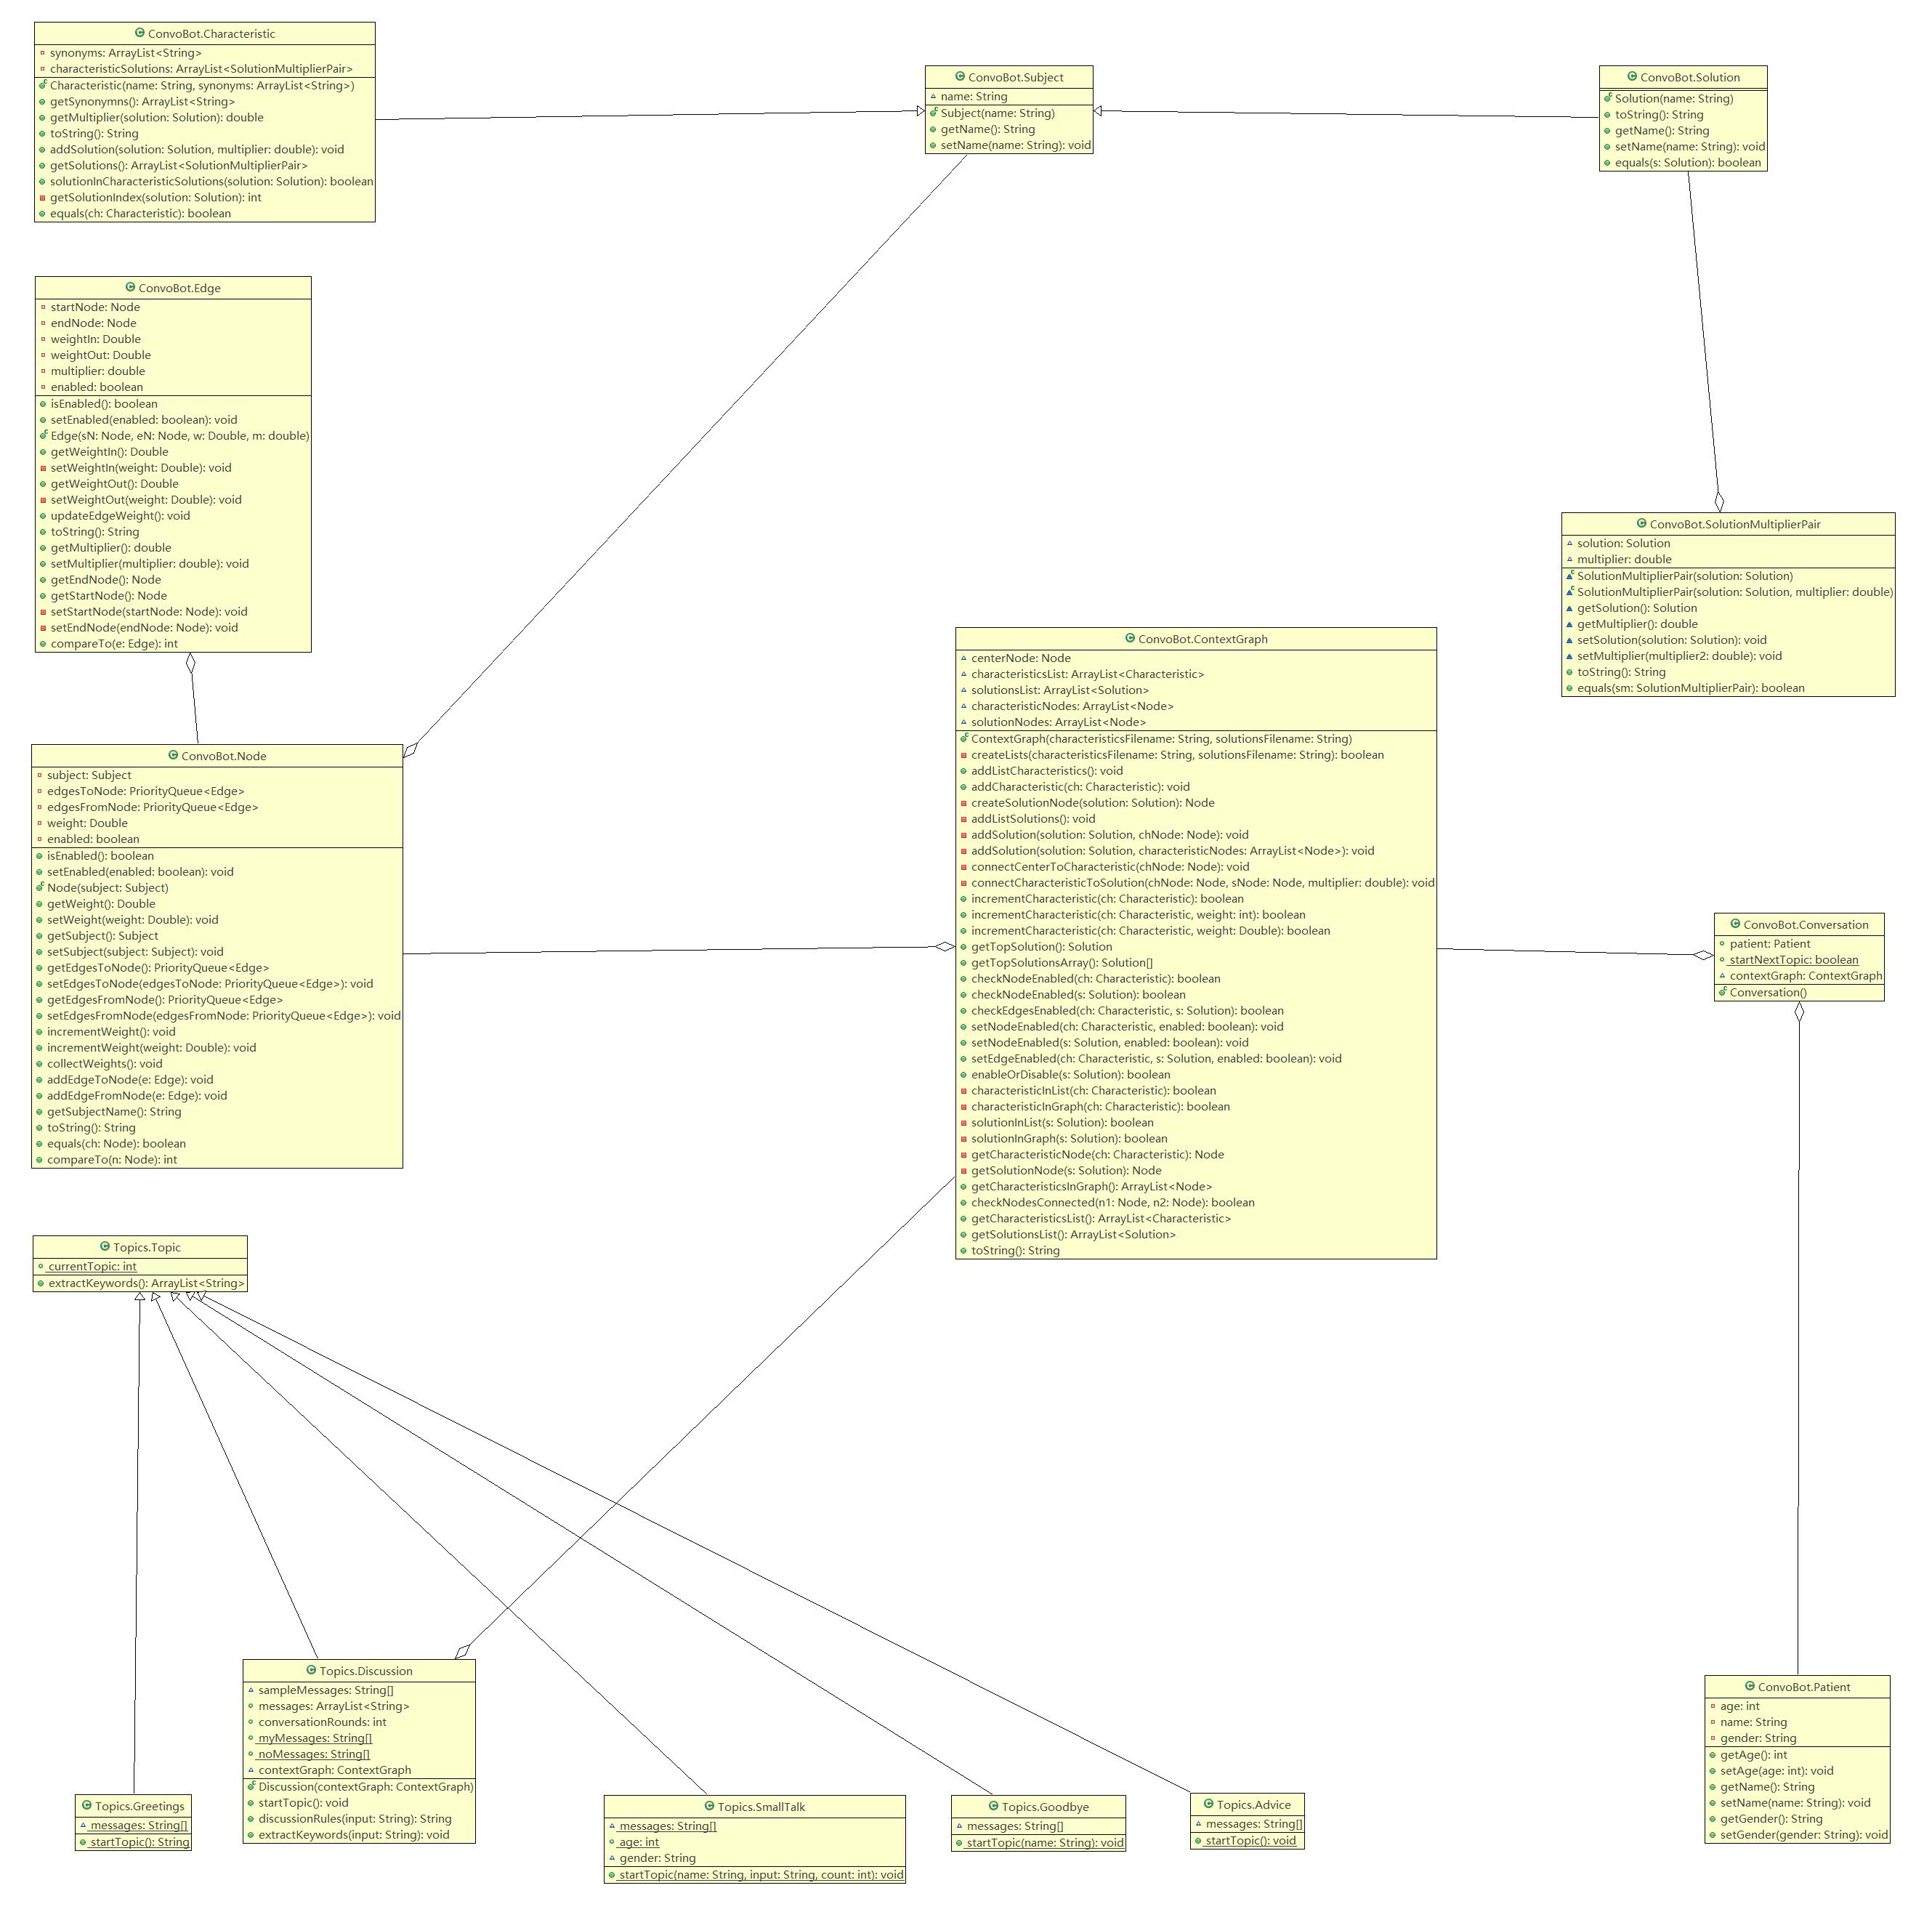 ConvoBot.Characteristic
synonyms: ArrayList<String>
characteristicSolutions: ArrayList<SolutionMultiplierPair>
Characteristic(name: String, synonyms: ArrayList<String>)
getSynonymns(): ArrayList<String>
getMultiplier(solution: Solution): double
toString(): String
addSolution(solution: Solution, multiplier: double): void
getSolutions(): ArrayList<SolutionMultiplierPair>
solutionInCharacteristicSolutions(solution: Solution): boolean
getSolutionIndex(solution: Solution): int
equals(ch: Characteristic): boolean
ConvoBot.Subject
name: String
Subject(name: String)
getName(): String
setName(name: String): void
ConvoBot.Solution
Solution(name: String)
toString(): String
getName(): String
setName(name: String): void
equals(s: Solution): boolean
ConvoBot.Edge
startNode: Node
endNode: Node
weightIn: Double
weightOut: Double
multiplier: double
enabled: boolean
isEnabled(): boolean
setEnabled(enabled: boolean): void
Edge(sN: Node, eN: Node, w: Double, m: double)
getWeightIn(): Double
setWeightIn(weight: Double): void
getWeightOut(): Double
setWeightOut(weight: Double): void
updateEdgeWeight(): void
toString(): String
getMultiplier(): double
setMultiplier(multiplier: double): void
getEndNode(): Node
getStartNode(): Node
setStartNode(startNode: Node): void
setEndNode(endNode: Node): void
compareTo(e: Edge): int
ConvoBot.SolutionMultiplierPair
solution: Solution
multiplier: double
SolutionMultiplierPair(solution: Solution)
SolutionMultiplierPair(solution: Solution, multiplier: double)
getSolution(): Solution
getMultiplier(): double
setSolution(solution: Solution): void
setMultiplier(multiplier2: double): void
toString(): String
equals(sm: SolutionMultiplierPair): boolean
ConvoBot.ContextGraph
centerNode: Node
characteristicsList: ArrayList<Characteristic>
solutionsList: ArrayList<Solution>
characteristicNodes: ArrayList<Node>
solutionNodes: ArrayList<Node>
ContextGraph(characteristicsFilename: String, solutionsFilename: String)
createLists(characteristicsFilename: String, solutionsFilename: String): boolean
addListCharacteristics(): void
addCharacteristic(ch: Characteristic): void
createSolutionNode(solution: Solution): Node
addListSolutions(): void
addSolution(solution: Solution, chNode: Node): void
addSolution(solution: Solution, characteristicNodes: ArrayList<Node>): void
connectCenterToCharacteristic(chNode: Node): void
connectCharacteristicToSolution(chNode: Node, sNode: Node, multiplier: double): void
incrementCharacteristic(ch: Characteristic): boolean
incrementCharacteristic(ch: Characteristic, weight: int): boolean
incrementCharacteristic(ch: Characteristic, weight: Double): boolean
getTopSolution(): Solution
getTopSolutionsArray(): Solution[]
checkNodeEnabled(ch: Characteristic): boolean
checkNodeEnabled(s: Solution): boolean
checkEdgesEnabled(ch: Characteristic, s: Solution): boolean
setNodeEnabled(ch: Characteristic, enabled: boolean): void
setNodeEnabled(s: Solution, enabled: boolean): void
setEdgeEnabled(ch: Characteristic, s: Solution, enabled: boolean): void
enableOrDisable(s: Solution): boolean
characteristicInList(ch: Characteristic): boolean
characteristicInGraph(ch: Characteristic): boolean
solutionInList(s: Solution): boolean
solutionInGraph(s: Solution): boolean
getCharacteristicNode(ch: Characteristic): Node
getSolutionNode(s: Solution): Node
getCharacteristicsInGraph(): ArrayList<Node>
checkNodesConnected(n1: Node, n2: Node): boolean
getCharacteristicsList(): ArrayList<Characteristic>
getSolutionsList(): ArrayList<Solution>
toString(): String
ConvoBot.Node
subject: Subject
edgesToNode: PriorityQueue<Edge>
edgesFromNode: PriorityQueue<Edge>
weight: Double
enabled: boolean
isEnabled(): boolean
setEnabled(enabled: boolean): void
Node(subject: Subject)
getWeight(): Double
setWeight(weight: Double): void
getSubject(): Subject
setSubject(subject: Subject): void
getEdgesToNode(): PriorityQueue<Edge>
setEdgesToNode(edgesToNode: PriorityQueue<Edge>): void
getEdgesFromNode(): PriorityQueue<Edge>
setEdgesFromNode(edgesFromNode: PriorityQueue<Edge>): void
incrementWeight(): void
incrementWeight(weight: Double): void
collectWeights(): void
addEdgeToNode(e: Edge): void
addEdgeFromNode(e: Edge): void
getSubjectName(): String
toString(): String
equals(ch: Node): boolean
compareTo(n: Node): int
ConvoBot.Conversation
patient: Patient
startNextTopic: boolean
contextGraph: ContextGraph
Conversation()
Topics.Topic
currentTopic: int
extractKeywords(): ArrayList<String>
Topics.Discussion
sampleMessages: String[]
messages: ArrayList<String>
conversationRounds: int
myMessages: String[]
noMessages: String[]
contextGraph: ContextGraph
Discussion(contextGraph: ContextGraph)
startTopic(): void
discussionRules(input: String): String
extractKeywords(input: String): void
ConvoBot.Patient
age: int
name: String
gender: String
getAge(): int
setAge(age: int): void
getName(): String
setName(name: String): void
getGender(): String
setGender(gender: String): void
Topics.Greetings
messages: String[]
startTopic(): String
Topics.SmallTalk
messages: String[]
age: int
gender: String
startTopic(name: String, input: String, count: int): void
Topics.Goodbye
messages: String[]
startTopic(name: String): void
Topics.Advice
messages: String[]
startTopic(): void